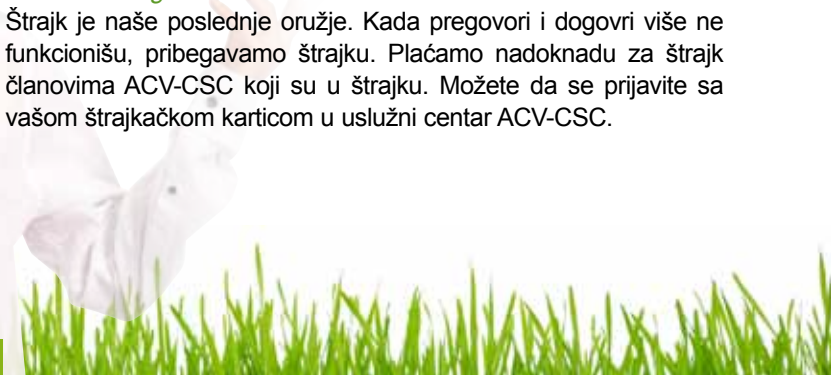 Štrajk je naše poslednje oružje. Kada pregovori i dogovri više ne
funkcionišu, pribegavamo štrajku. Plaćamo nadoknadu za štrajk
članovima ACV-CSC koji su u štrajku. Možete da se prijavite sa
vašom štrajkačkom karticom u uslužni centar ACV-CSC.